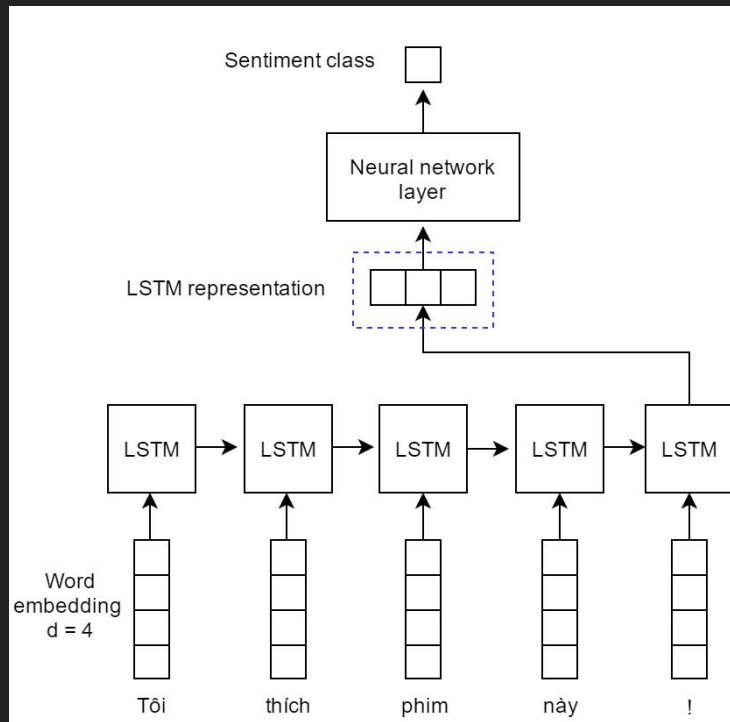 Sentiment class
Neural network
layer
LSTM representation
LSTM
LSTM
LSTM
LSTM
LSTM
Word
embedding
d = 4
Tôi
thích
phim
này
!